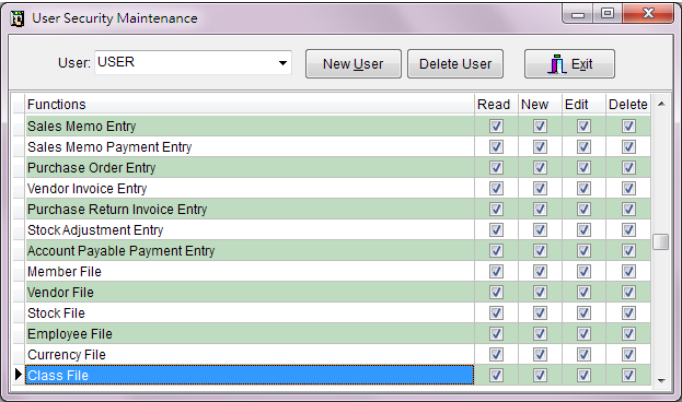 User Security Maintenance
User: USER New User Delete User Exit
Functions Read New Edit Delete
Sales Memo Entry
Sales Memo Payment Entry
Purchase Order Entry
Vendor Invoice Entry
Purchase Return Invoice Entry
Stock Adjustment Entry
Account Payable Payment Entry
Member File
Vendor File
Stock File
Employee File
Currency File
Class File